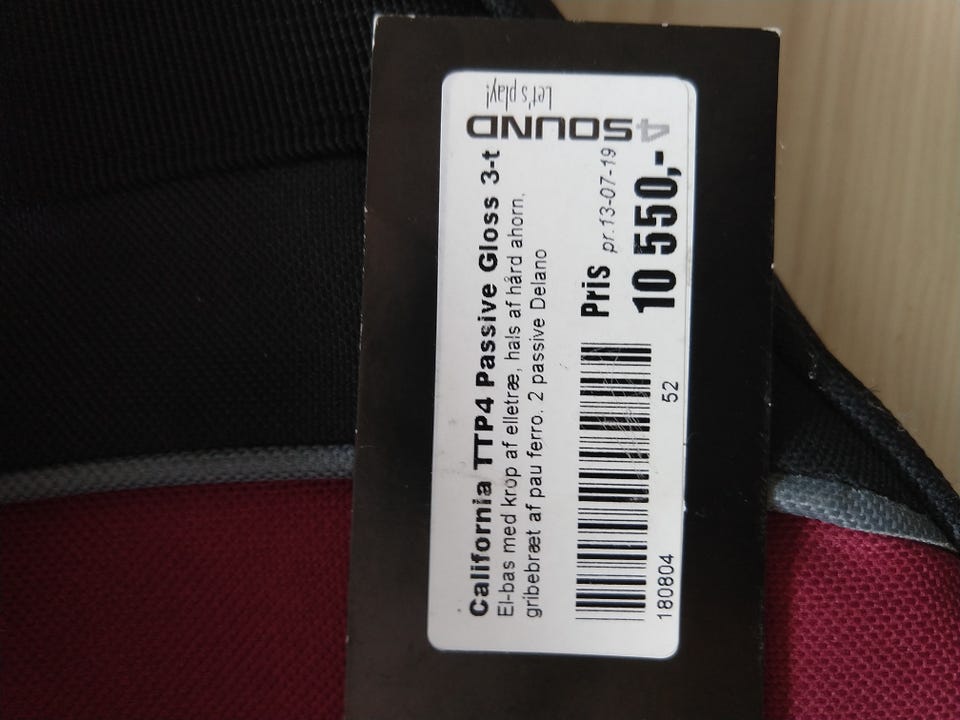 4SOUND
Let's play!
California TTP4 Passive Gloss 3-t
El-bas med krop af elletræ, hals af hård ahorn,
gribebræt af pau ferro. 2 passive Delano
Pris pr.13-07-19
10 550,-
180804 52